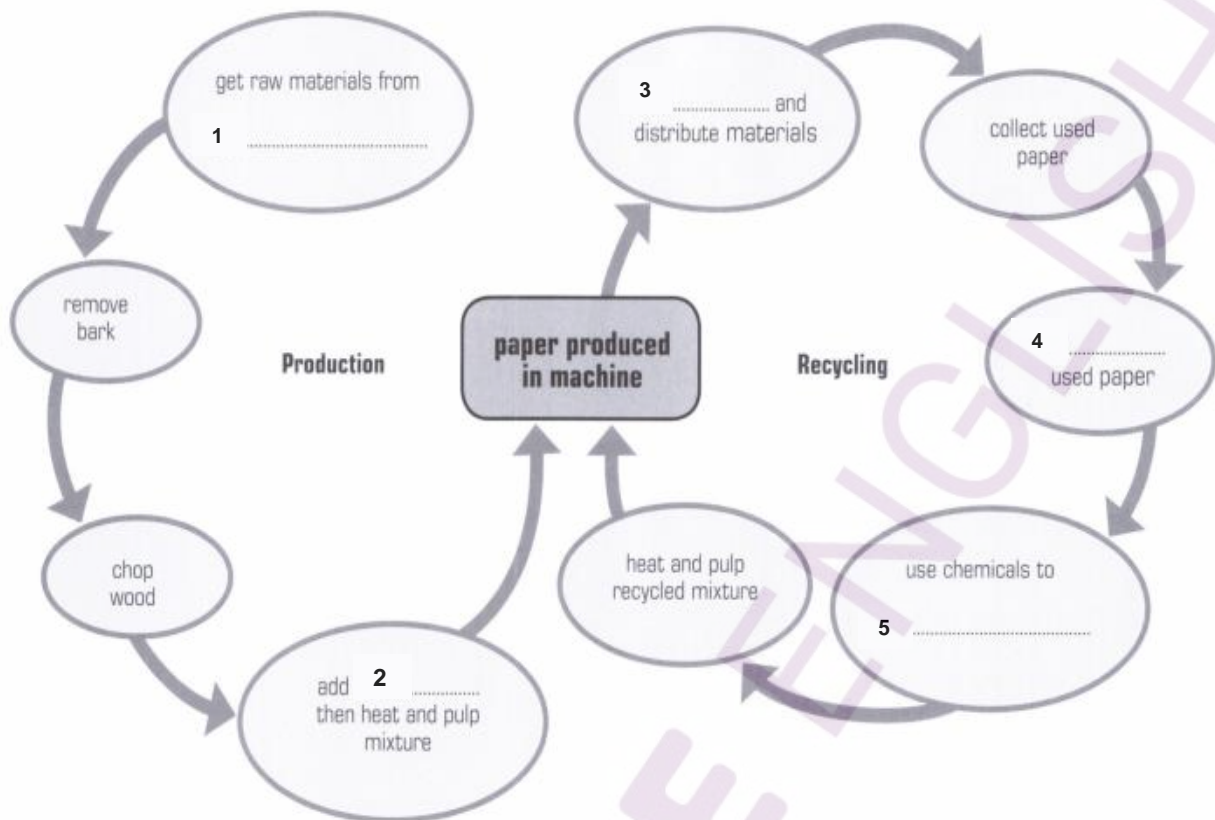 get raw materials from
1 ....................
remove
bark
chop
wood
add 2 ..........
then heat and pulp
mixture
Production
paper produced
in machine
3 .......... and
distribute materials
collect used
paper
4 ..........
used paper
Recycling
use chemicals to
5 ....................
heat and pulp
recycled mixture
ENGLISH